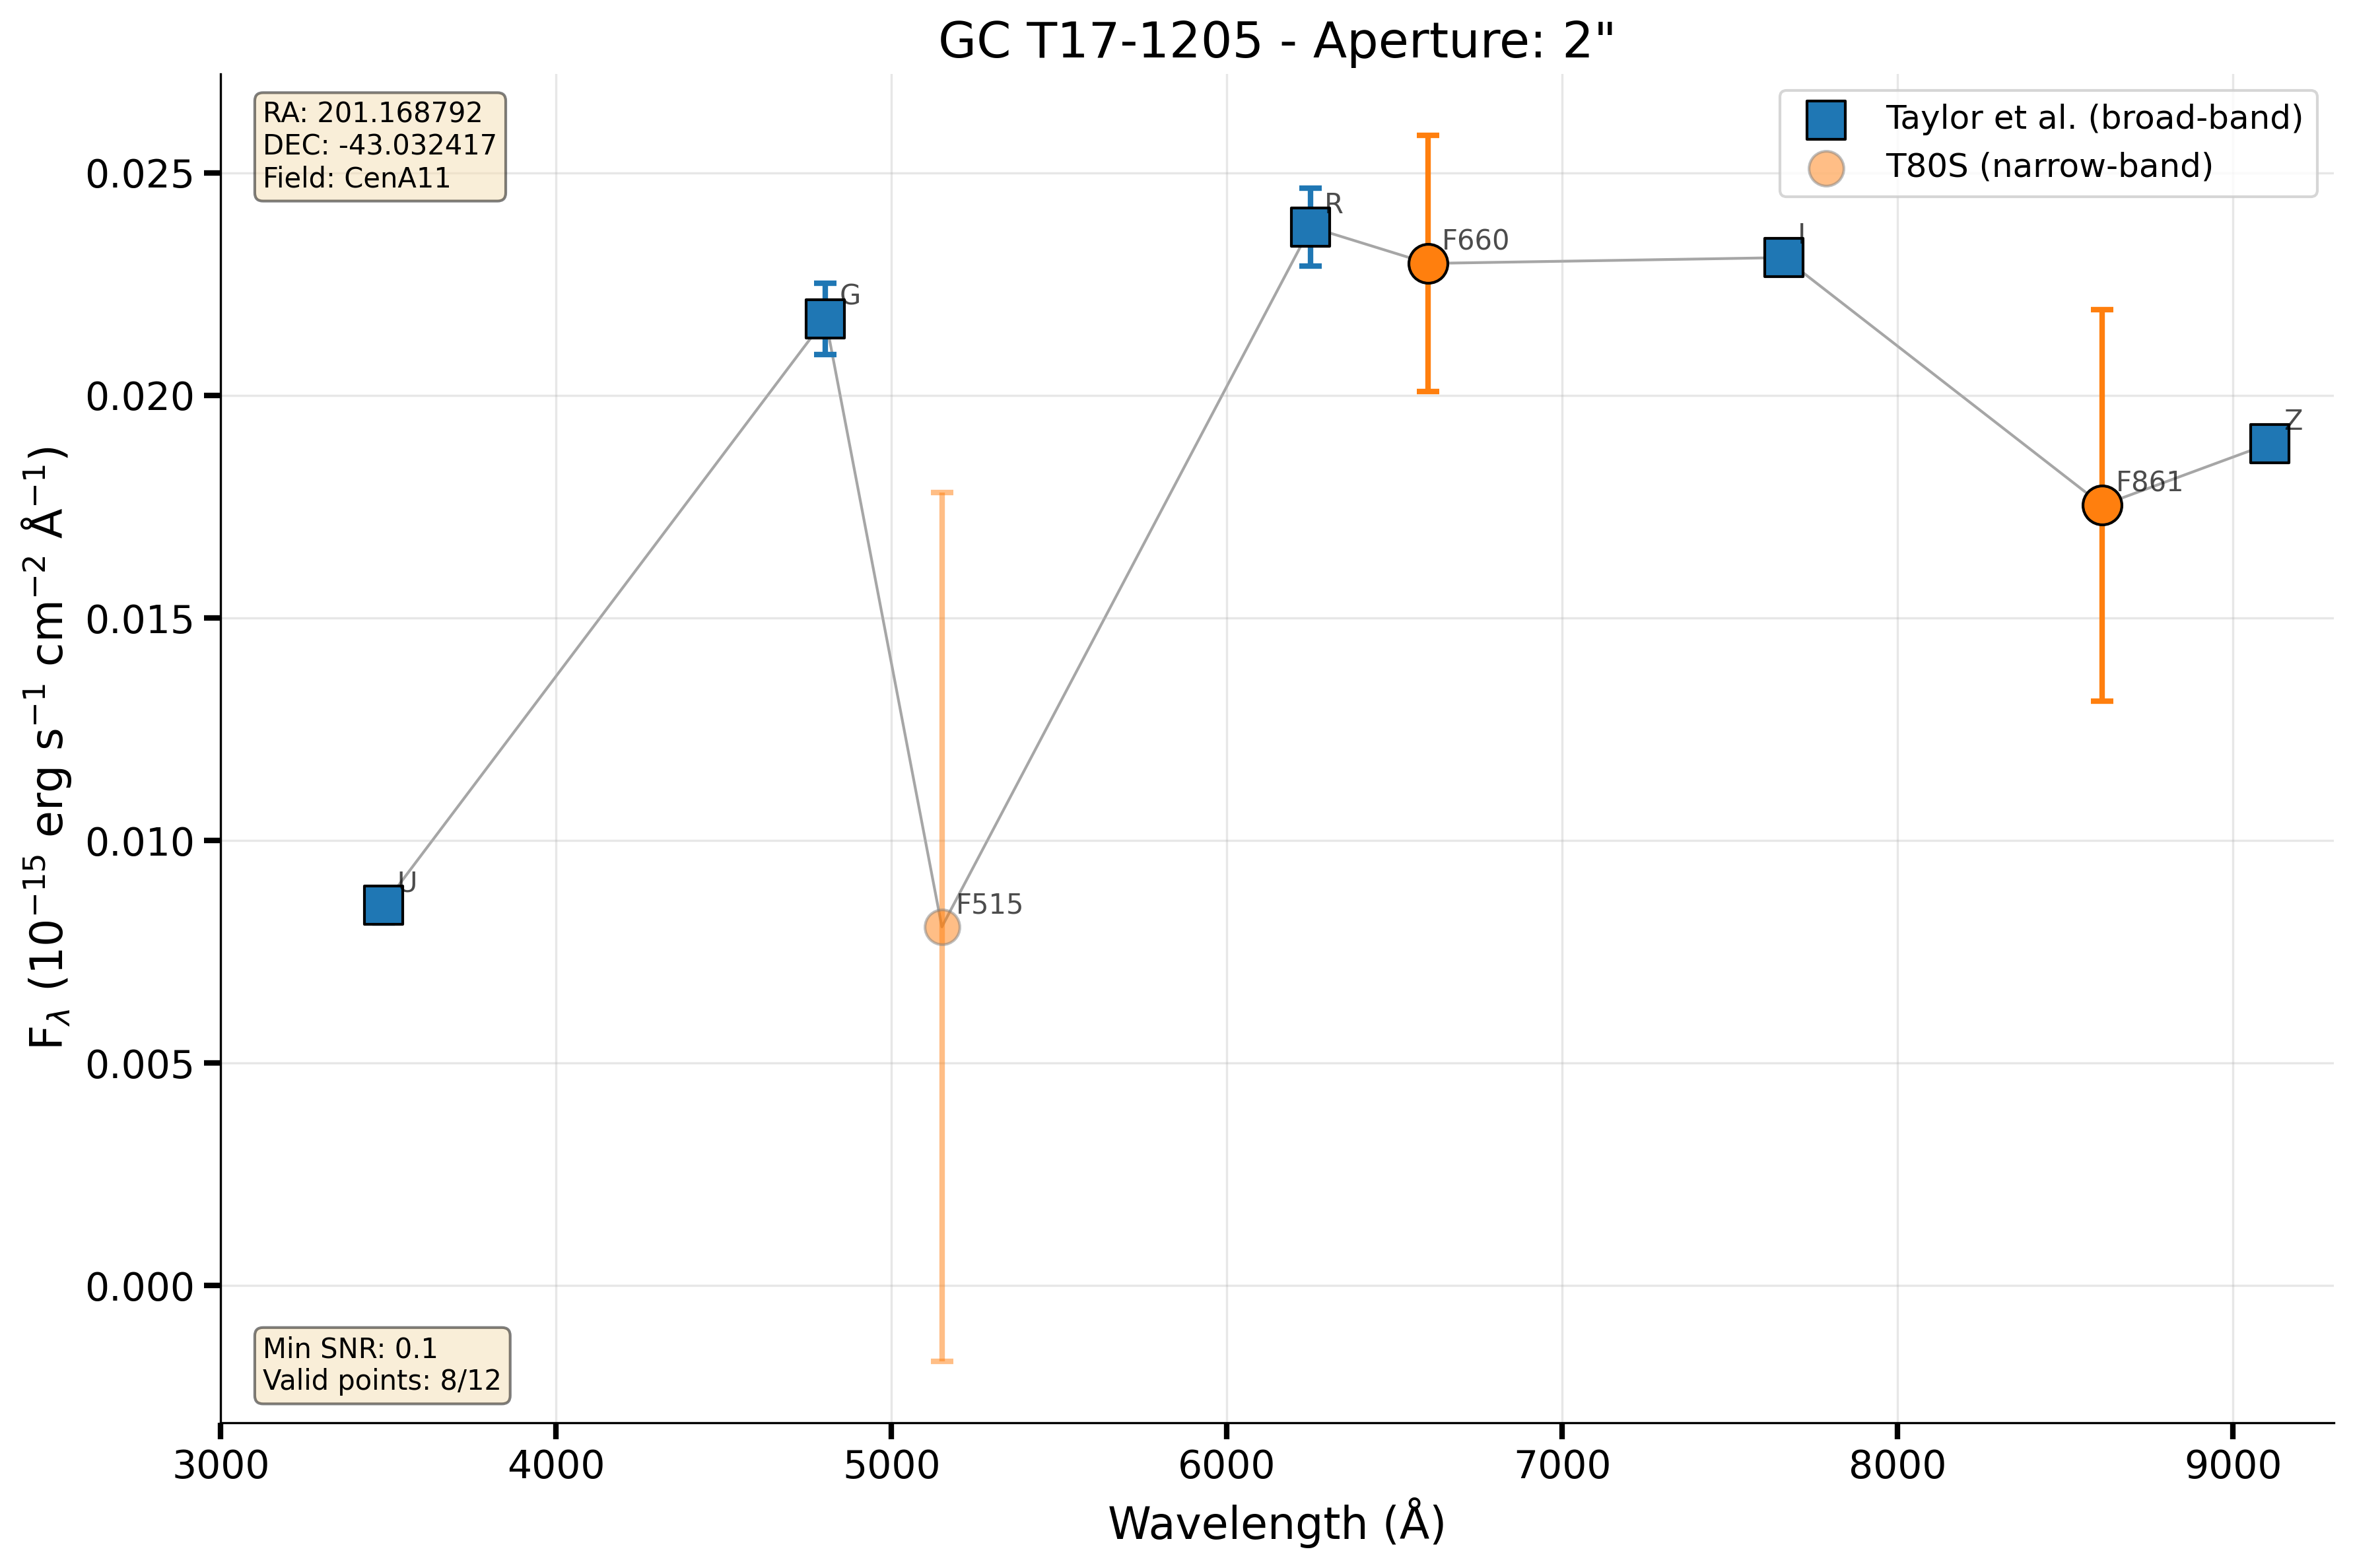 GC T17-1205 - Aperture: 2"
RA: 201.168792
DEC: -43.032417
Field: CenA11
Taylor et al. (broad-band)
T80S (narrow-band)
0.025
0.020
0.015
0.010
0.005
0.000
F_λ (10⁻¹⁵ erg s⁻¹ cm⁻² Å⁻¹)
U
G
F515
R
F660
I
F861
Z
Min SNR: 0.1
Valid points: 8/12
3000 4000 5000 6000 7000 8000 9000
Wavelength (Å)